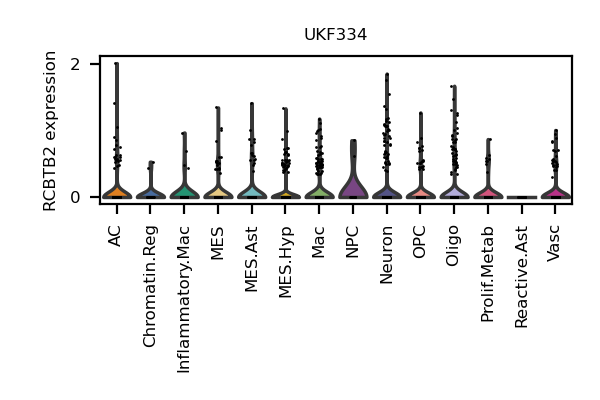 UKF334
RCBTB2 expression
2
0
AC
Chromatin.Reg
Inflammatory.Mac
MES
MES.Ast
MES.Hyp
Mac
NPC
Neuron
OPC
Oligo
Prolif.Metab
Reactive.Ast
Vasc